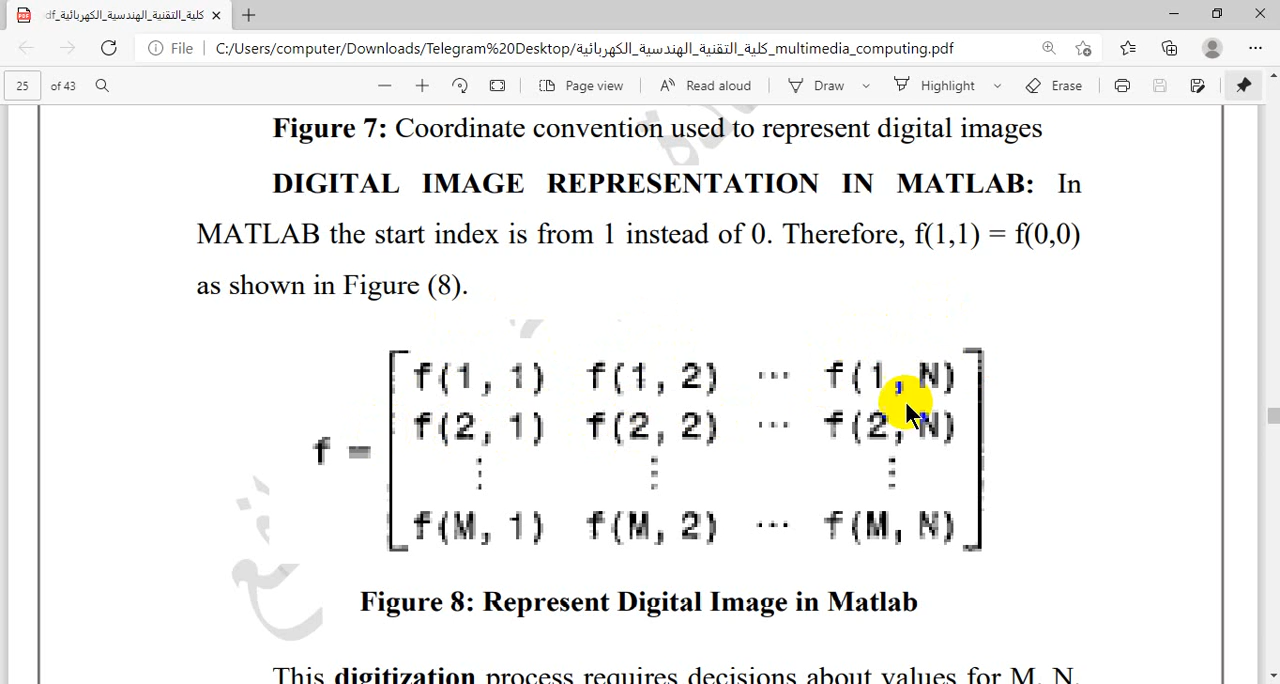 كلية_التقنية_الهندسية_الكهربائية_df
File | C:/Users/computer/Downloads/Telegram%20Desktop/كلية_التقنية_الهندسية_الكهربائية_multimedia_computing.pdf
25 of 43 Page view Read aloud Draw Highlight Erase
Figure 7: Coordinate convention used to represent digital images
DIGITAL IMAGE REPRESENTATION IN MATLAB: In
MATLAB the start index is from 1 instead of 0. Therefore, f(1,1) = f(0,0)
as shown in Figure (8).
f(1, 1) f(1, 2) ... f(1, N)
f(2, 1) f(2, 2) ... f(2, N)
f =
⋮ ⋮ ⋮
f(M, 1) f(M, 2) ... f(M, N)
Figure 8: Represent Digital Image in Matlab
This digitization process requires decisions about values for M, N,